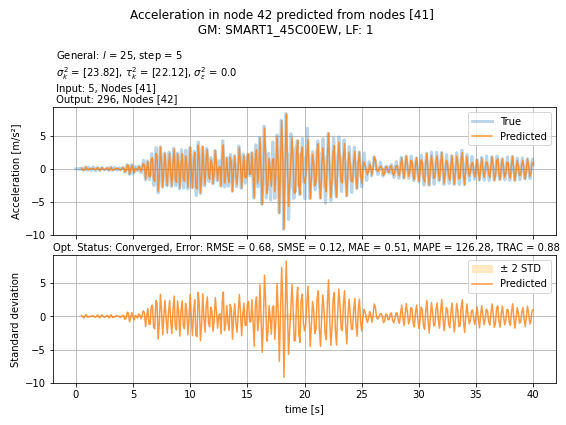 Acceleration in node 42 predicted from nodes [41]
GM: SMART1_45C00EW, LF: 1
General: l = 25, step = 5
σ²ₖ = [23.82], τ²ₖ = [22.12], σ²ε = 0.0
Input: 5, Nodes [41]
Output: 296, Nodes [42]
Acceleration [m/s²]
5
0
−5
−10
True
Predicted
Opt. Status: Converged, Error: RMSE = 0.68, SMSE = 0.12, MAE = 0.51, MAPE = 126.28, TRAC = 0.88
Standard deviation
5
0
−5
−10
± 2 STD
Predicted
0 5 10 15 20 25 30 35 40
time [s]